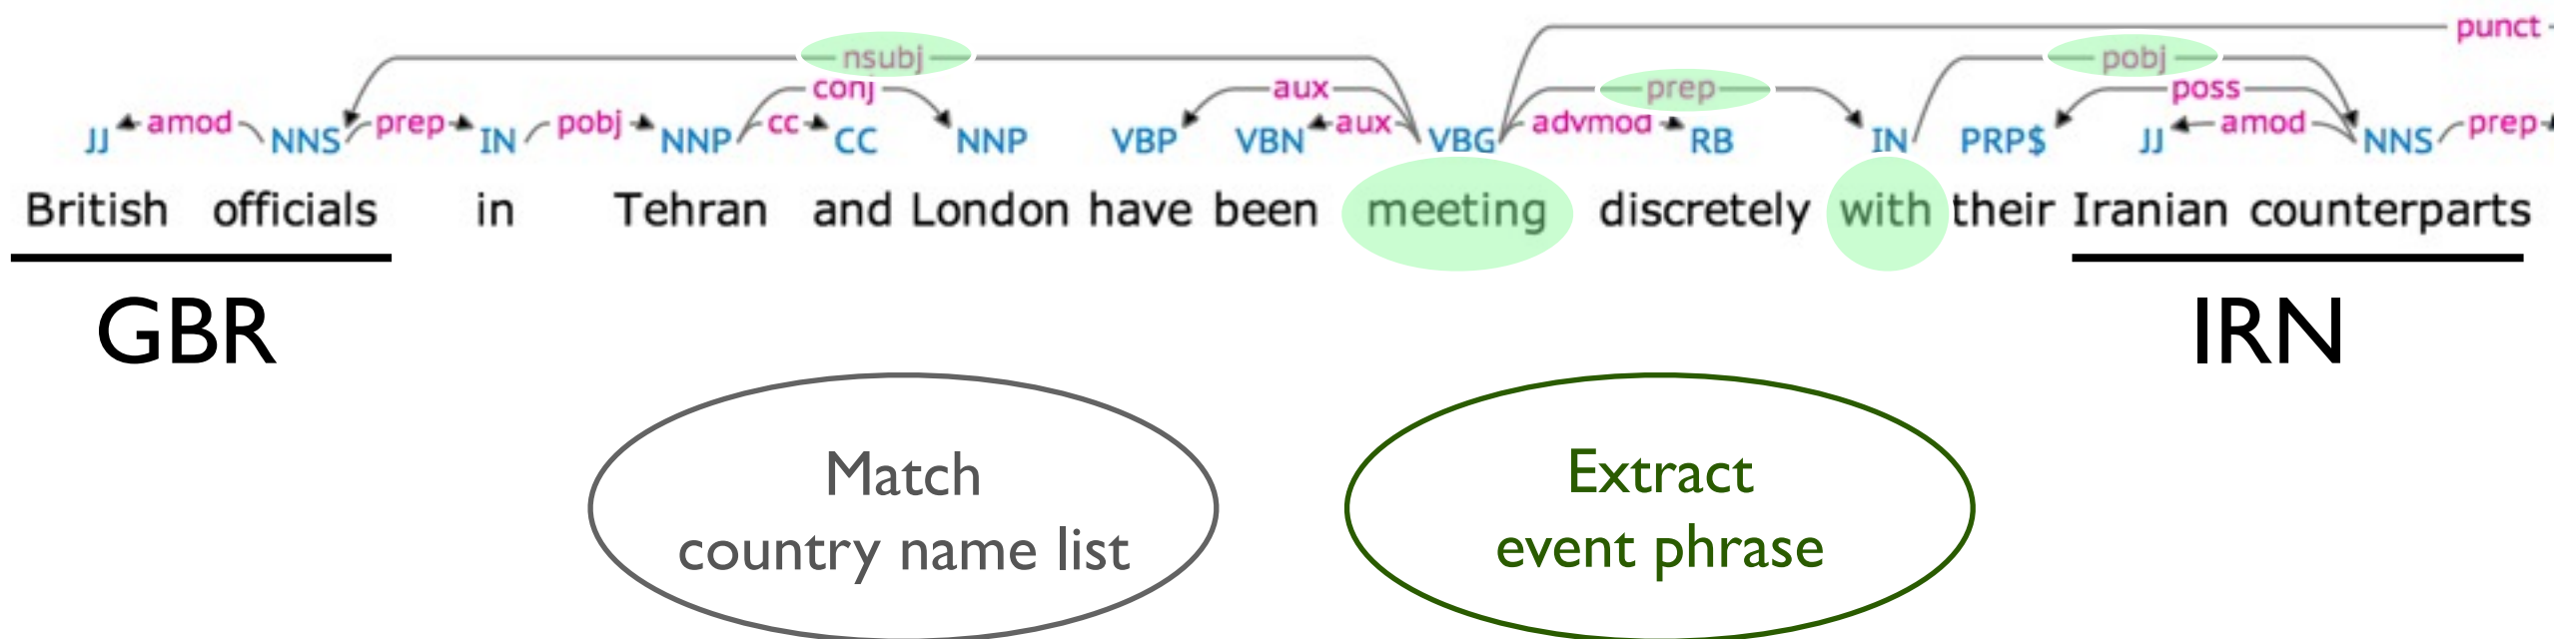 punct
nsubj pobj
conj aux prep poss
JJ amod NNS prep IN pobj NNP cc CC NNP VBP VBN aux VBG advmod RB IN PRP$ JJ amod NNS prep
British officials in Tehran and London have been meeting discretely with their Iranian counterparts
GBR IRN
Match
country name list
Extract
event phrase